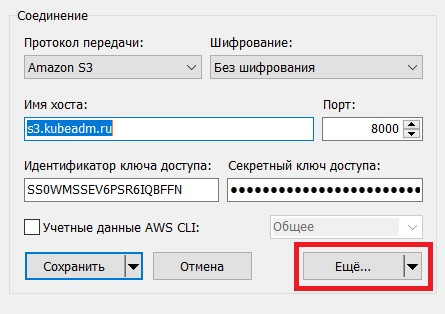 Соединение
Протокол передачи: Шифрование:
Amazon S3 Без шифрования
Имя хоста: Порт:
s3.kubeadm.ru 8000
Идентификатор ключа доступа: Секретный ключ доступа:
SS0WMSSEV6PSR6IQBFFN ●●●●●●●●●●●●●●●●●●●●●●●●
Учетные данные AWS CLI: Общее
Сохранить Отмена Ещё...